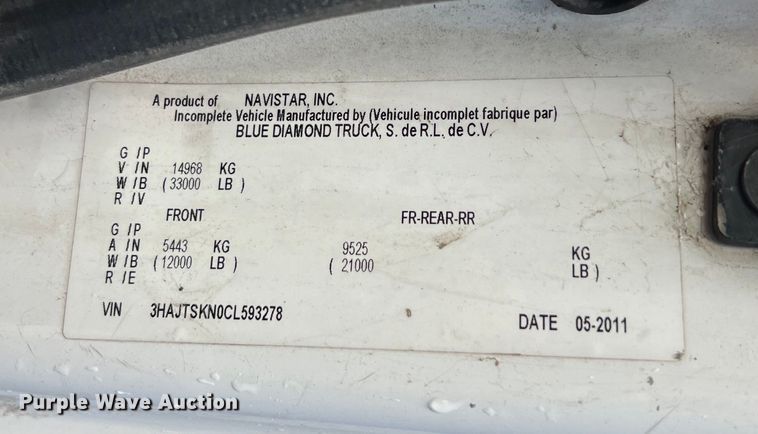 A product of NAVISTAR, INC.
Incomplete Vehicle Manufactured by (Vehicule incomplet fabrique par)
BLUE DIAMOND TRUCK, S. de R.L. de C.V.
G /P
V /N 14968 KG
W /B (33000 LB)
R /V
FRONT FR-REAR-RR
G /P
A /N 5443 KG 9525 KG
W /B (12000 LB) (21000 LB)
R /E
VIN 3HAJTSKN0CL593278 DATE 05-2011
Purple Wave Auction